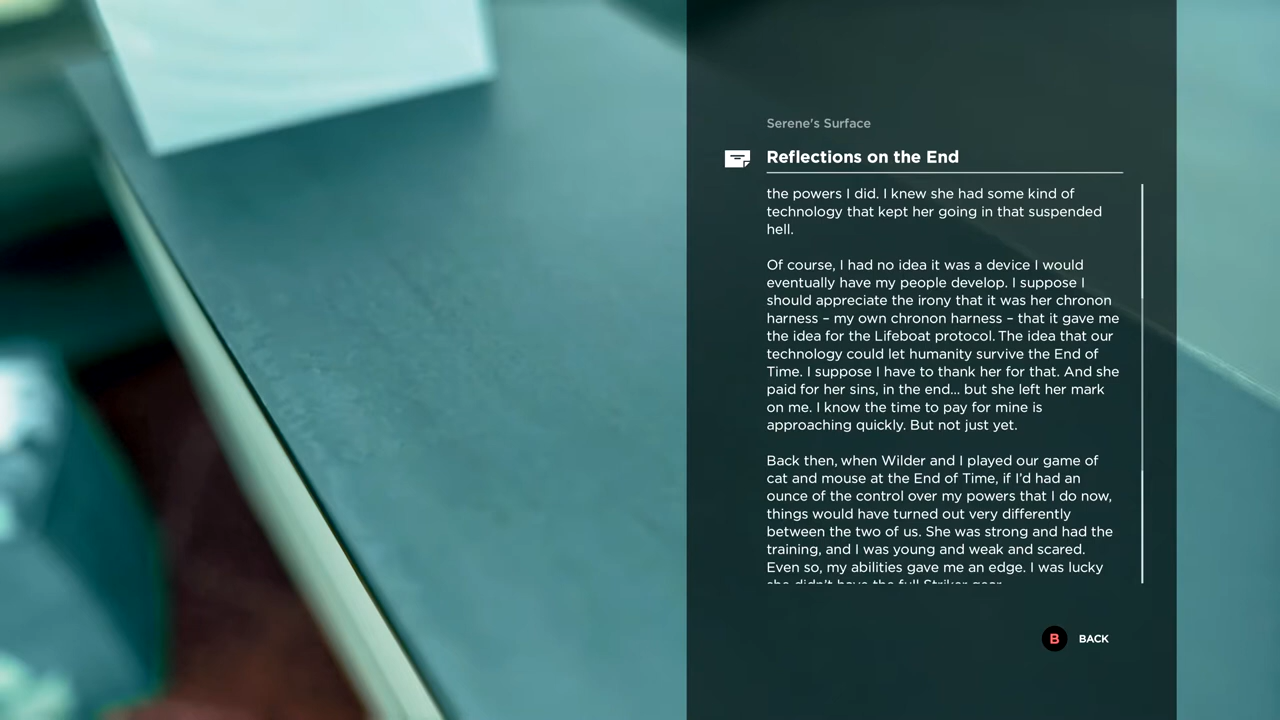 Serene's Surface
Reflections on the End
the powers I did. I knew she had some kind of
technology that kept her going in that suspended
hell.
Of course, I had no idea it was a device I would
eventually have my people develop. I suppose I
should appreciate the irony that it was her chronon
harness – my own chronon harness – that it gave me
the idea for the Lifeboat protocol. The idea that our
technology could let humanity survive the End of
Time. I suppose I have to thank her for that. And she
paid for her sins, in the end... but she left her mark
on me. I know the time to pay for mine is
approaching quickly. But not just yet.
Back then, when Wilder and I played our game of
cat and mouse at the End of Time, if I'd had an
ounce of the control over my powers that I do now,
things would have turned out very differently
between the two of us. She was strong and had the
training, and I was young and weak and scared.
Even so, my abilities gave me an edge. I was lucky
she didn't have the full Striker gear
B BACK